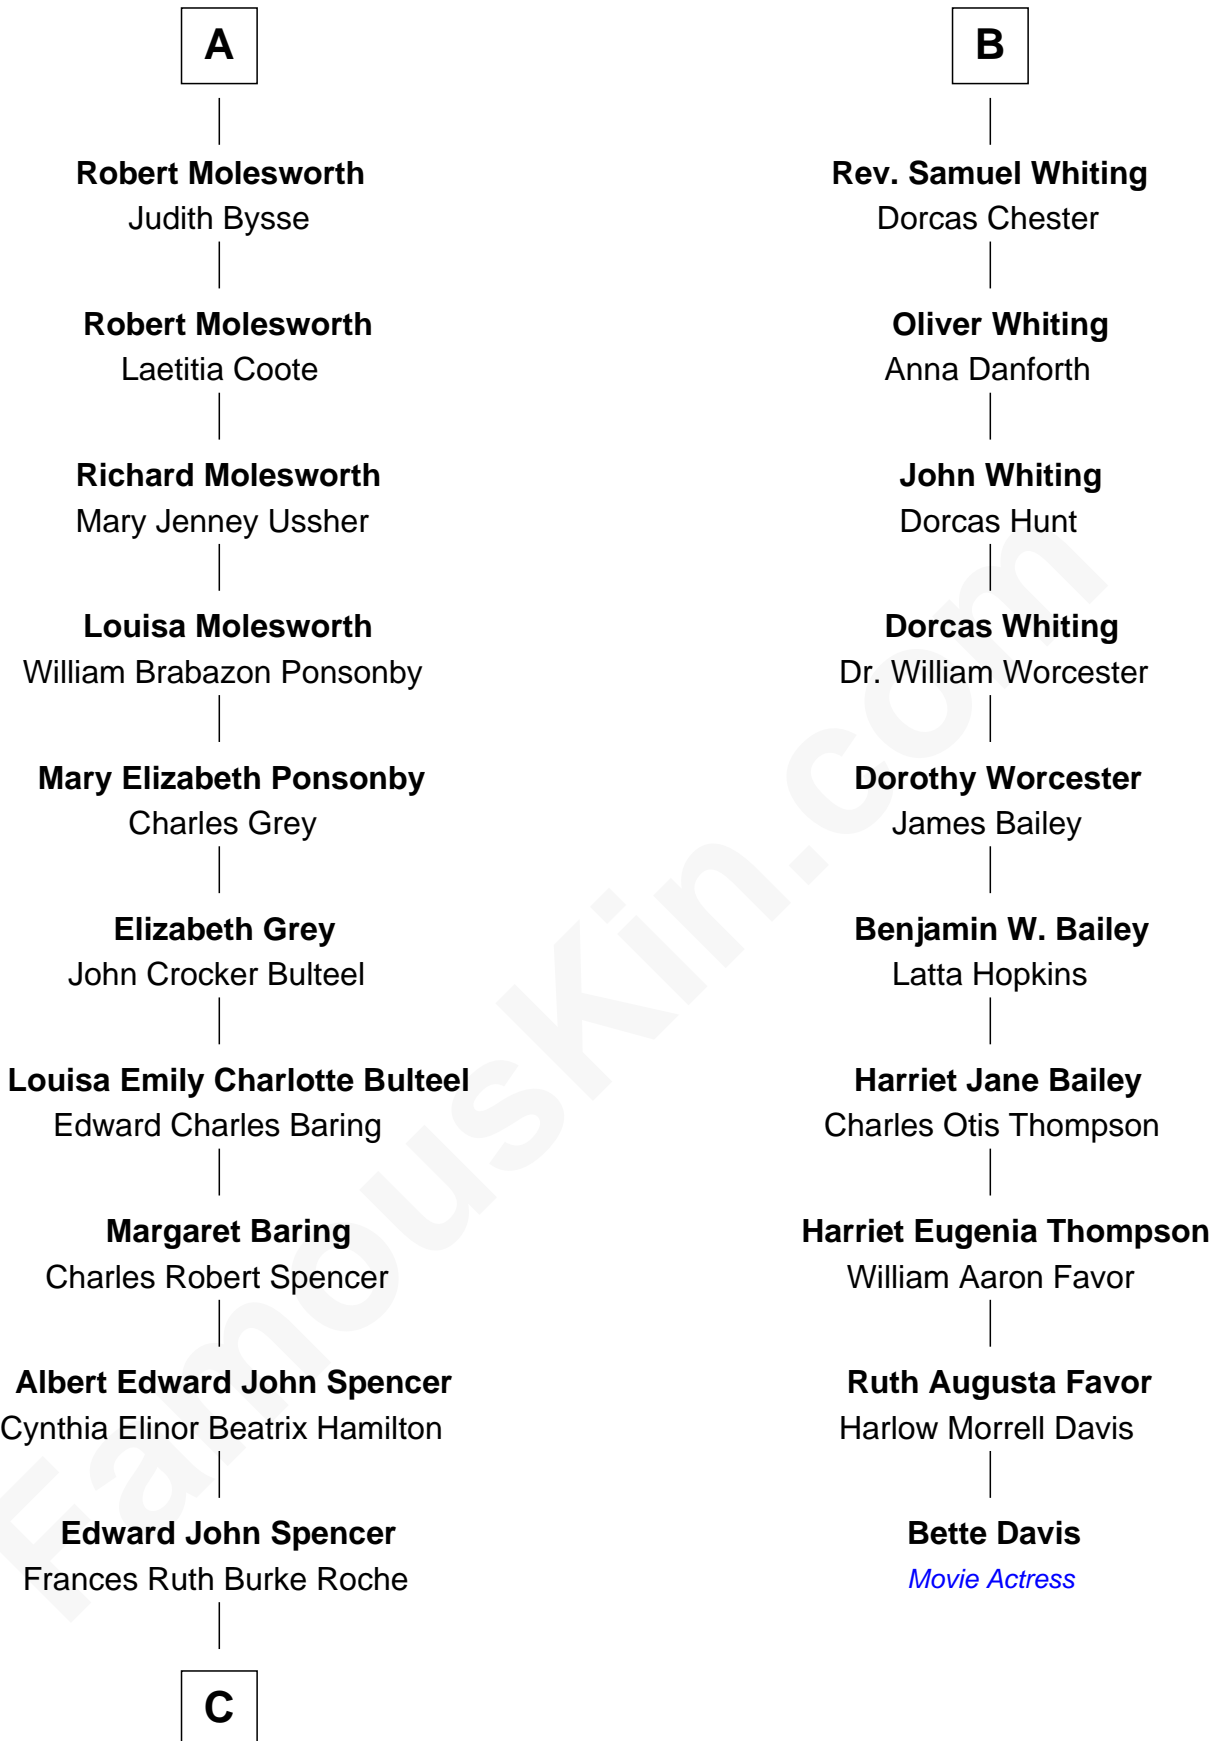 A
Robert Molesworth
Judith Bysse
Robert Molesworth
Laetitia Coote
Richard Molesworth
Mary Jenney Ussher
Louisa Molesworth
William Brabazon Ponsonby
Mary Elizabeth Ponsonby
Charles Grey
Elizabeth Grey
John Crocker Bulteel
Louisa Emily Charlotte Bulteel
Edward Charles Baring
Margaret Baring
Charles Robert Spencer
Albert Edward John Spencer
Cynthia Elinor Beatrix Hamilton
Edward John Spencer
Frances Ruth Burke Roche
C
B
Rev. Samuel Whiting
Dorcas Chester
Oliver Whiting
Anna Danforth
John Whiting
Dorcas Hunt
Dorcas Whiting
Dr. William Worcester
Dorothy Worcester
James Bailey
Benjamin W. Bailey
Latta Hopkins
Harriet Jane Bailey
Charles Otis Thompson
Harriet Eugenia Thompson
William Aaron Favor
Ruth Augusta Favor
Harlow Morrell Davis
Bette Davis
Movie Actress
FamousKin.com